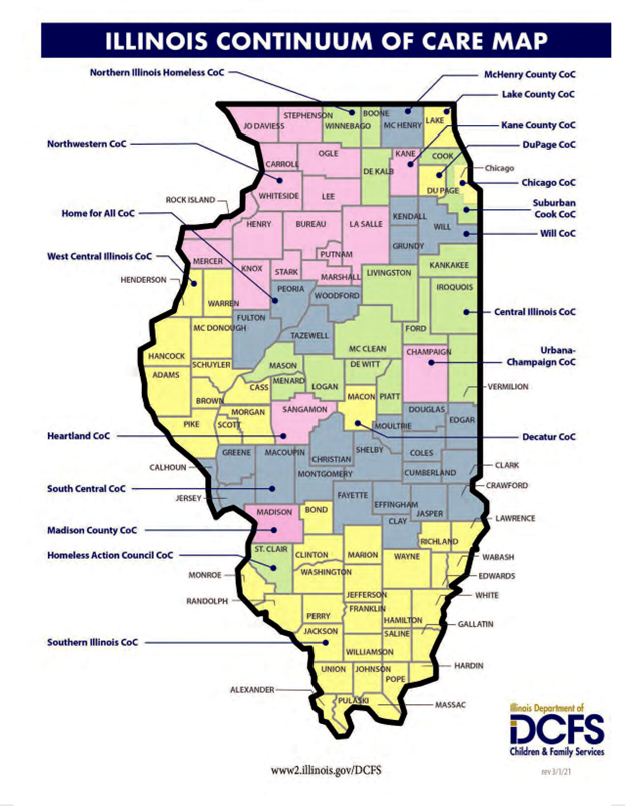 ILLINOIS CONTINUUM OF CARE MAP
Northern Illinois Homeless CoC
McHenry County CoC
Lake County CoC
Kane County CoC
DuPage CoC
Chicago
Chicago CoC
Suburban
Cook CoC
Will CoC
Northwestern CoC
ROCK ISLAND
Home for All CoC
West Central Illinois CoC
HENDERSON
Central Illinois CoC
Urbana-
Champaign CoC
VERMILION
Decatur CoC
Heartland CoC
CALHOUN
South Central CoC
JERSEY
Madison County CoC
Homeless Action Council CoC
MONROE
RANDOLPH
Southern Illinois CoC
ALEXANDER
CLARK
CRAWFORD
LAWRENCE
WABASH
EDWARDS
WHITE
GALLATIN
HARDIN
MASSAC
JO DAVIESS
STEPHENSON
WINNEBAGO
BOONE
MC HENRY
LAKE
CARROLL
OGLE
DE KALB
KANE
COOK
DU PAGE
WHITESIDE
LEE
HENRY
BUREAU
LA SALLE
KENDALL
WILL
GRUNDY
MERCER
KNOX
STARK
PUTNAM
MARSHALL
LIVINGSTON
KANKAKEE
IROQUOIS
WARREN
PEORIA
WOODFORD
FULTON
TAZEWELL
FORD
MC DONOUGH
HANCOCK
ADAMS
SCHUYLER
MASON
MC LEAN
DE WITT
CHAMPAIGN
MENARD
LOGAN
CASS
BROWN
MACON
PIATT
PIKE
SCOTT
MORGAN
SANGAMON
DOUGLAS
EDGAR
MOULTRIE
GREENE
MACOUPIN
CHRISTIAN
SHELBY
COLES
CUMBERLAND
MONTGOMERY
FAYETTE
EFFINGHAM
JASPER
MADISON
BOND
CLAY
RICHLAND
ST. CLAIR
CLINTON
MARION
WAYNE
WASHINGTON
JEFFERSON
PERRY
FRANKLIN
HAMILTON
JACKSON
SALINE
WILLIAMSON
UNION
JOHNSON
POPE
PULASKI
Illinois Department of
DCFS
Children & Family Services
www2.illinois.gov/DCFS
rev 3/1/21